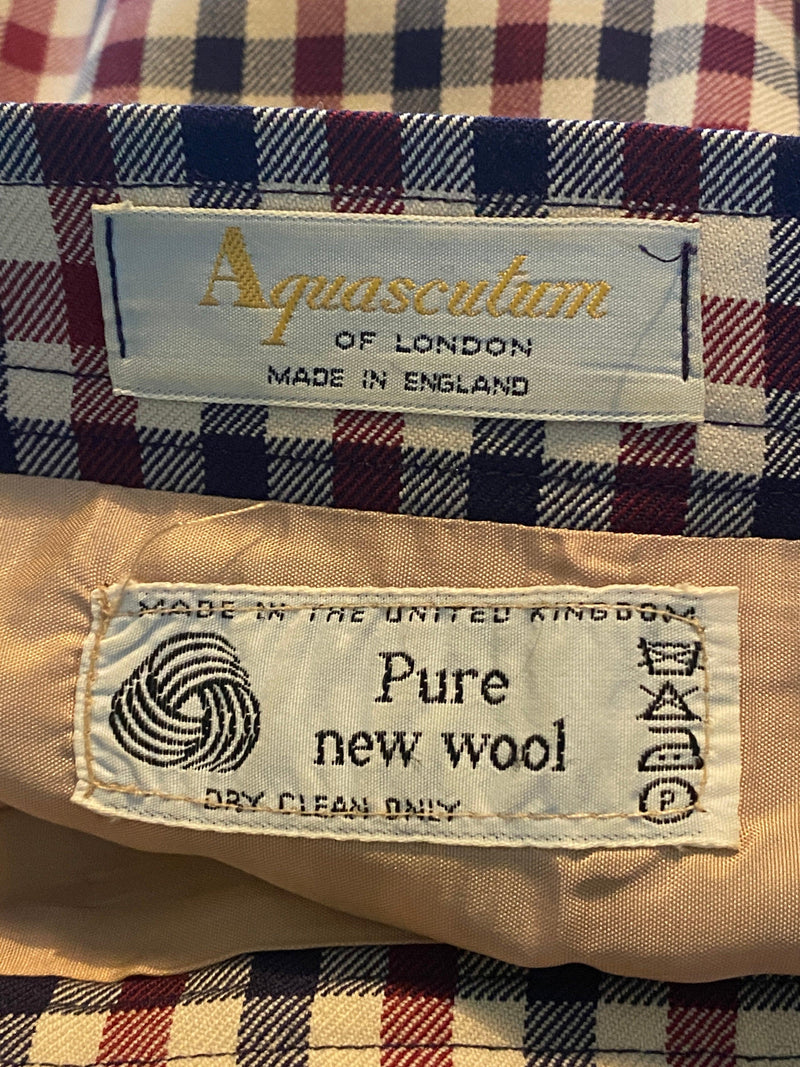 Aquascutum
OF LONDON
MADE IN ENGLAND
MADE IN THE UNITED KINGDOM
Pure
new wool
DRY CLEAN ONLY
P